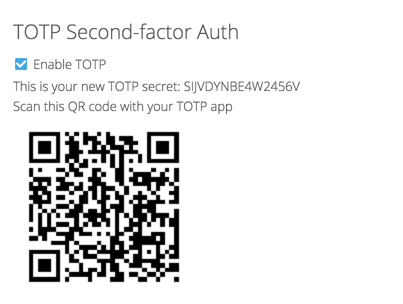 TOTP Second-factor Auth
Enable TOTP
This is your new TOTP secret: SIJVDYNBE4W2456V
Scan this QR code with your TOTP app